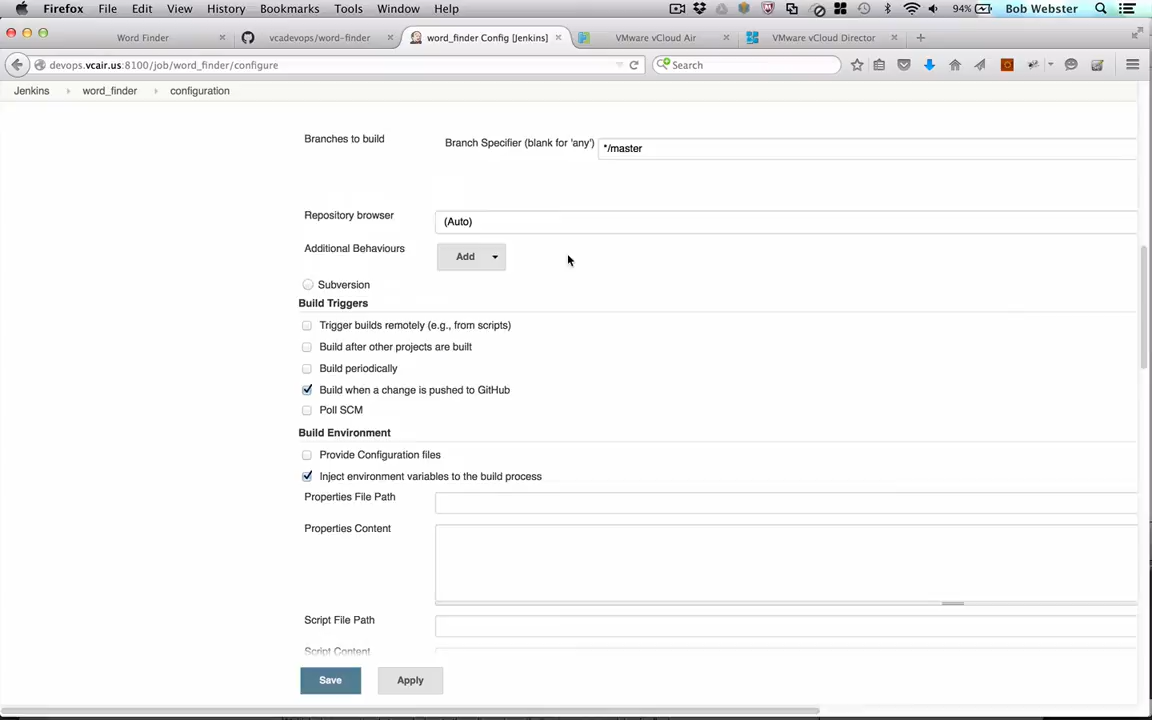 Firefox File Edit View History Bookmarks Tools Window Help 94% Bob Webster
Word Finder vcadevops/word-finder word_finder Config [Jenkins] VMware vCloud Air VMware vCloud Director
devops.vcair.us:8100/job/word_finder/configure Search
Jenkins word_finder configuration
Branches to build Branch Specifier (blank for 'any') */master
Repository browser (Auto)
Additional Behaviours Add
Subversion
Build Triggers
Trigger builds remotely (e.g., from scripts)
Build after other projects are built
Build periodically
Build when a change is pushed to GitHub
Poll SCM
Build Environment
Provide Configuration files
Inject environment variables to the build process
Properties File Path
Properties Content
Script File Path
Script Content
Save Apply